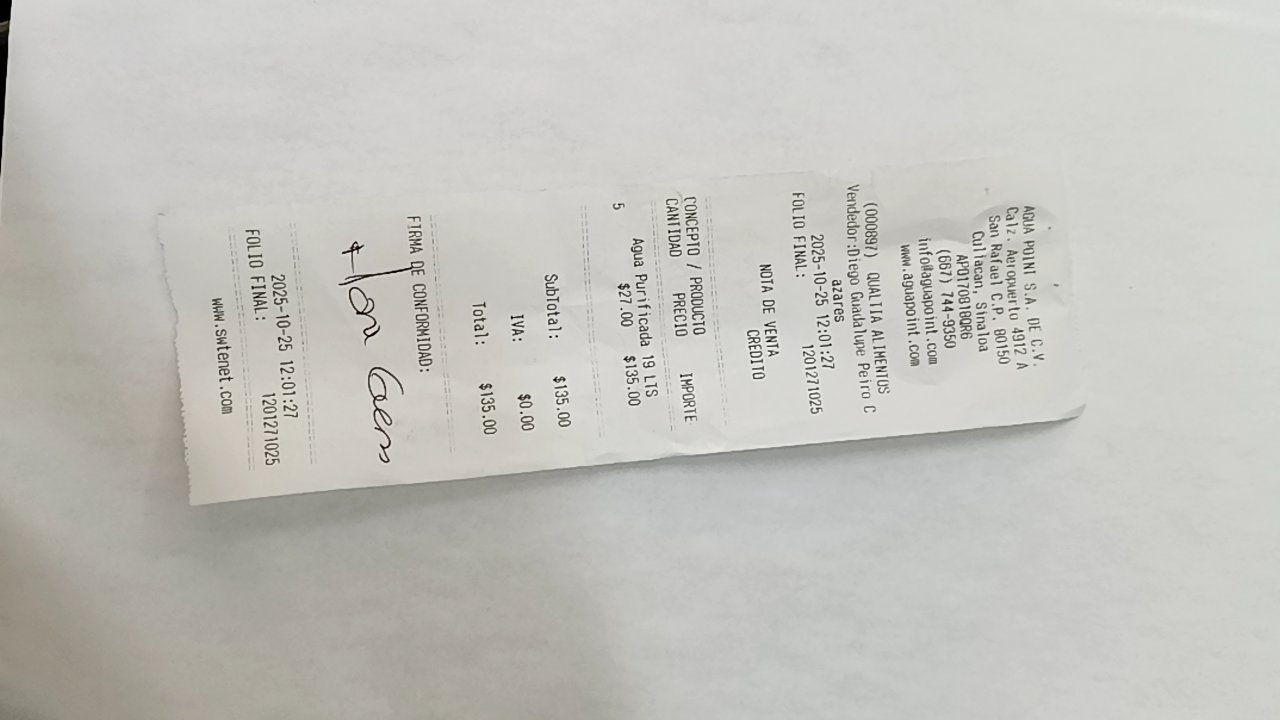 AGUA POINT S.A. DE C.V.
Calz. Aeropuerto 4912 A
San Rafael C.P. 80150
Culiacan, Sinaloa
APO170818QR6
(667) 744-9350
info@aguapoint.com
www.aguapoint.com
(000897) QUALIA ALIMENTOS
Vendedor:Diego Guadalupe Peiro C
azares
2025-10-25 12:01:27
FOLIO FINAL: 1201271025
NOTA DE VENTA
CREDITO
CONCEPTO / PRODUCTO
CANTIDAD PRECIO IMPORTE
Agua Purificada 19 LTS
5 $27.00 $135.00
SubTotal: $135.00
IVA: $0.00
Total: $135.00
FIRMA DE CONFORMIDAD:
2025-10-25 12:01:27
FOLIO FINAL: 1201271025
www.swtenet.com